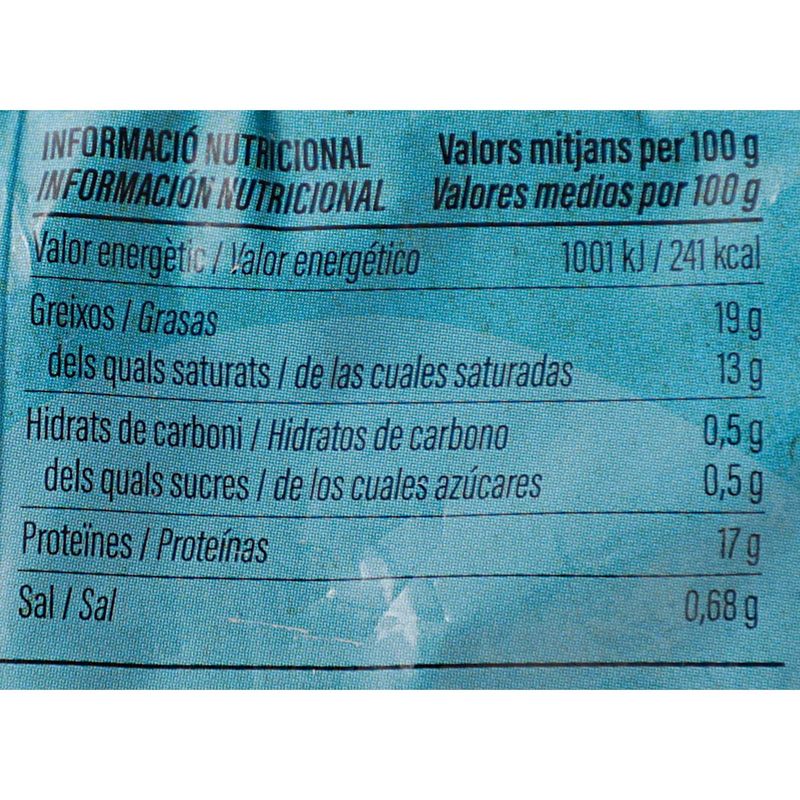 INFORMACIÓ NUTRICIONAL Valors mitjans per 100 g
INFORMACIÓN NUTRICIONAL Valores medios por 100 g
Valor energètic / Valor energético 1001 kJ / 241 kcal
Greixos / Grasas 19 g
dels quals saturats / de las cuales saturadas 13 g
Hidrats de carboni / Hidratos de carbono 0,5 g
dels quals sucres / de los cuales azúcares 0,5 g
Proteïnes / Proteínas 17 g
Sal / Sal 0,68 g